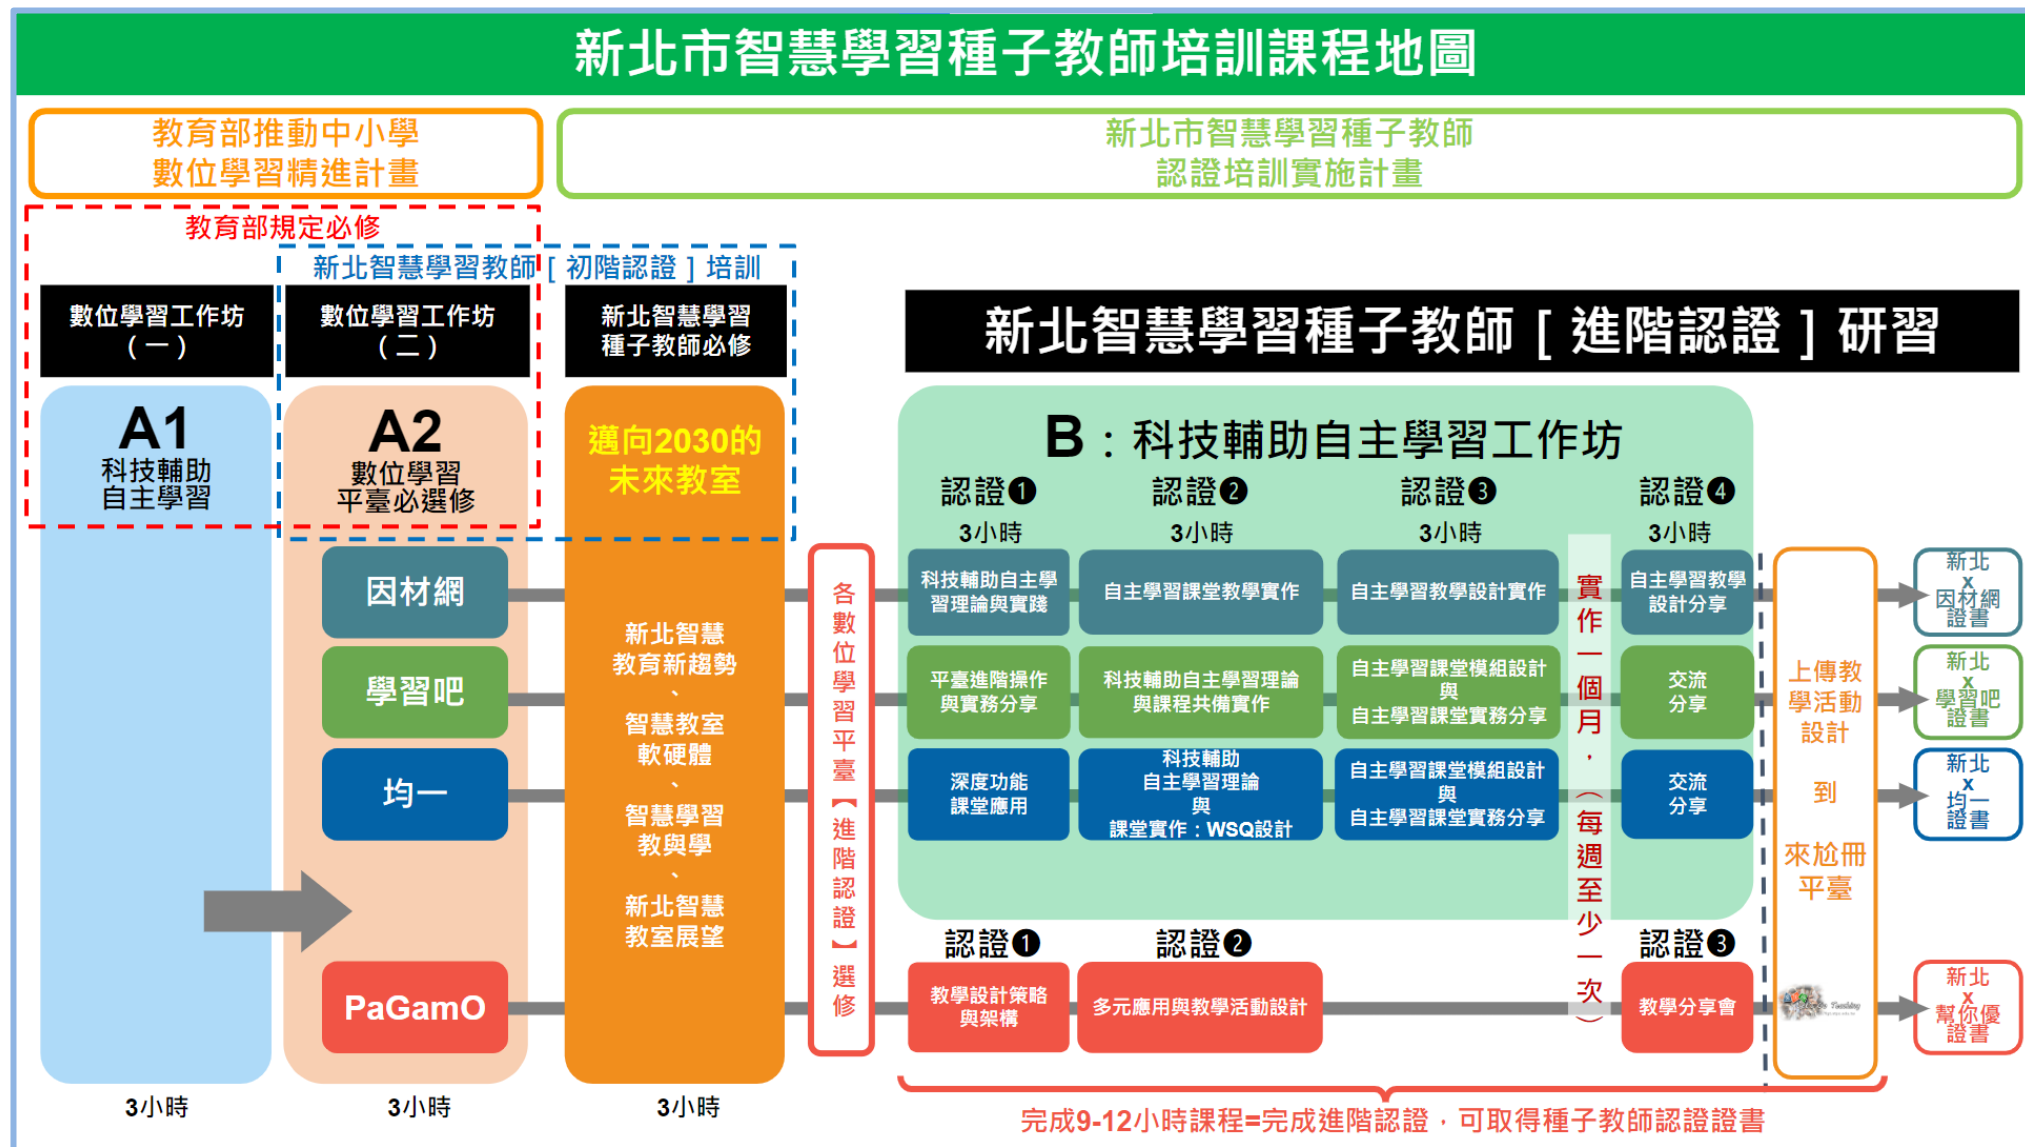 新北市智慧學習種子教師培訓課程地圖
教育部推動中小學
數位學習精進計畫
新北市智慧學習種子教師
認證培訓實施計畫
教育部規定必修
新北智慧學習教師［初階認證］培訓
數位學習工作坊
（一）
數位學習工作坊
（二）
新北智慧學習
種子教師必修
新北智慧學習種子教師［進階認證］研習
A1
科技輔助
自主學習
3小時
A2
數位學習
平臺必選修
因材網
學習吧
均一
PaGamO
3小時
邁向2030的
未來教室
新北智慧
教育新趨勢
、
智慧教室
軟硬體
、
智慧學習
教與學
、
新北智慧
教室展望
3小時
各數位學習平臺【進階認證】選修
B：科技輔助自主學習工作坊
認證❶
認證❷
認證❸
認證❹
3小時
3小時
3小時
3小時
科技輔助自主學
習理論與實踐
自主學習課堂教學實作
自主學習教學設計實作
自主學習教學
設計分享
平臺進階操作
與實務分享
科技輔助自主學習理論
與課程共備實作
自主學習課堂模組設計
與
自主學習課堂實務分享
交流
分享
深度功能
課堂應用
科技輔助
自主學習理論
與
課堂實作：WSQ設計
自主學習課堂模組設計
與
自主學習課堂實務分享
交流
分享
實作一個月，（每週至少一次）
認證❶
認證❷
認證❸
教學設計策略
與架構
多元應用與教學活動設計
教學分享會
上傳教
學活動
設計
到
來尬冊
平臺
新北
x
因材網
證書
新北
x
學習吧
證書
新北
x
均一
證書
新北
x
幫你優
證書
完成9-12小時課程=完成進階認證，可取得種子教師認證證書